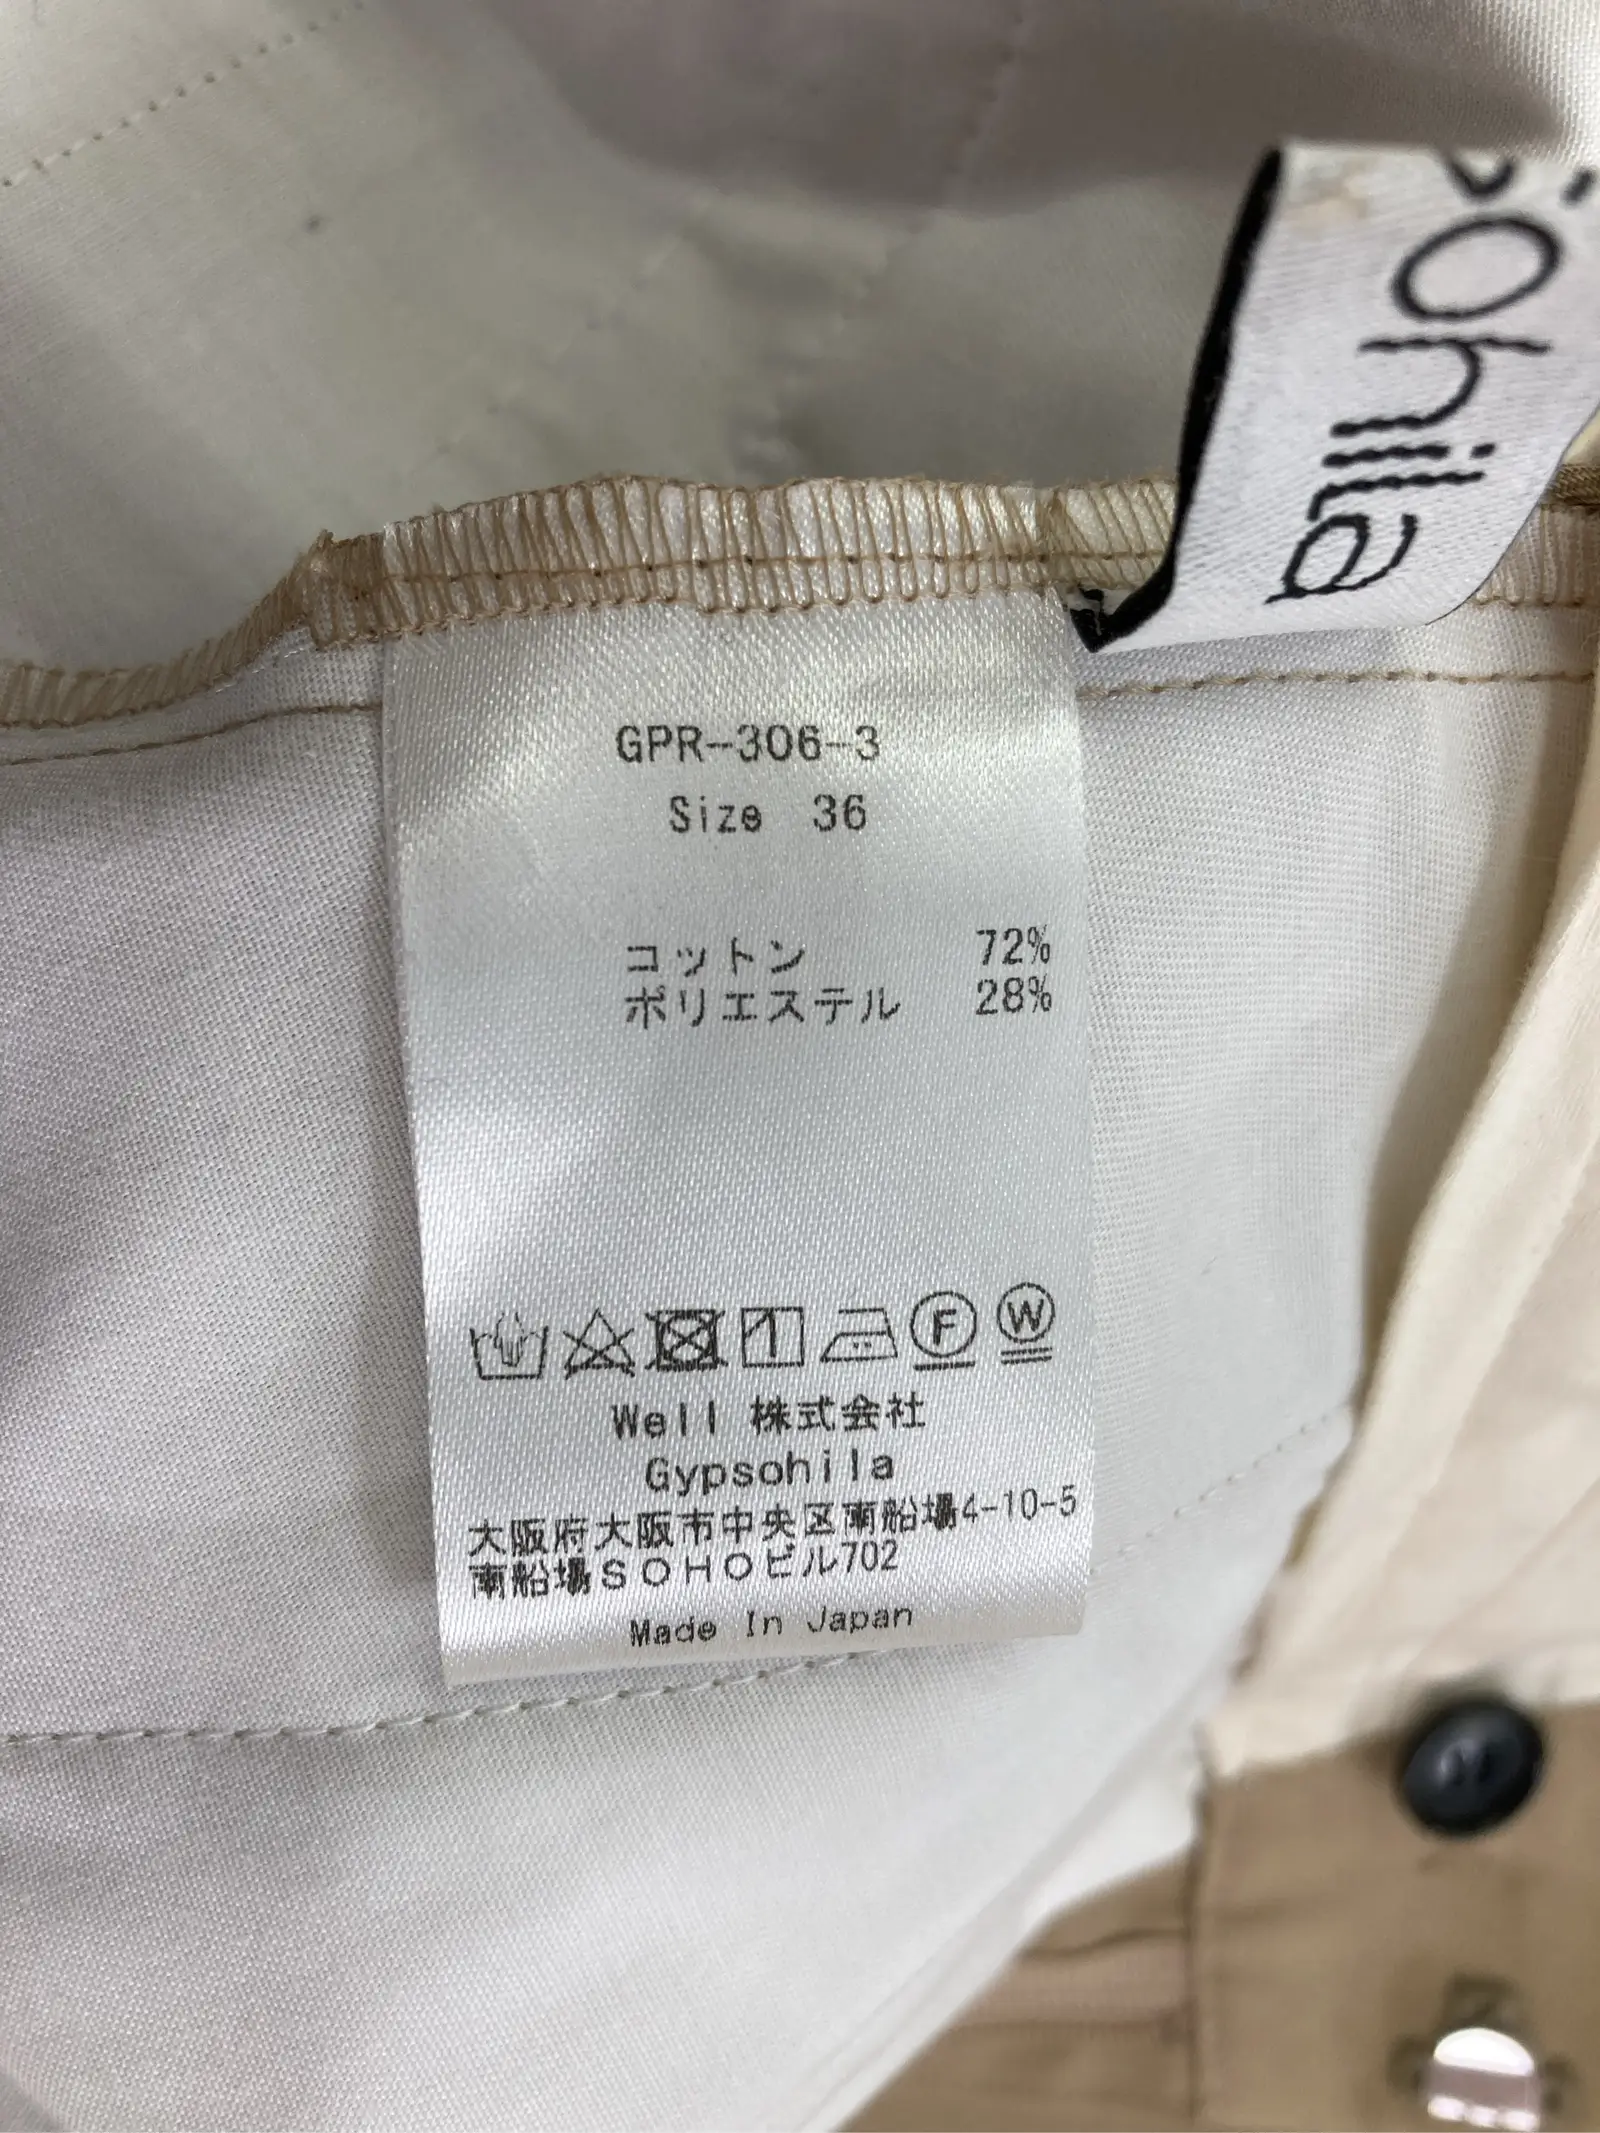 ohila
GPR-306-3
Size 36
コットン 72%
ポリエステル 28%
F
W
Well 株式会社
Gypsohila
大阪府大阪市中央区南船場4-10-5
南船場SOHOビル702
Made In Japan